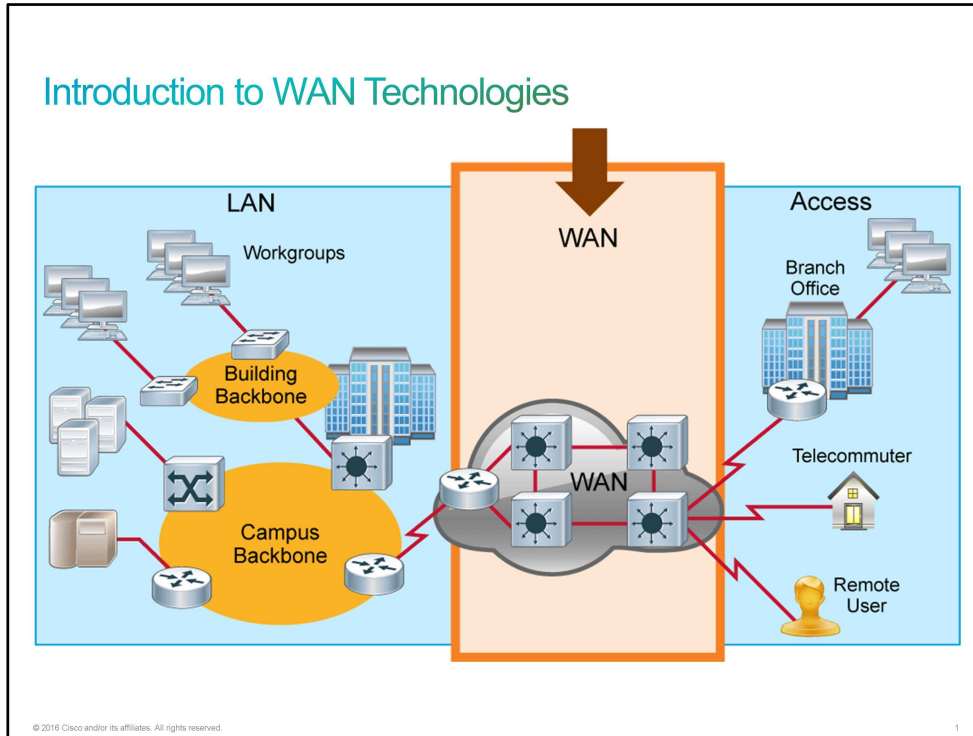 Introduction to WAN Technologies
LAN
Workgroups
Building
Backbone
Campus
Backbone
WAN
WAN
Access
Branch
Office
Telecommuter
Remote
User
© 2016 Cisco and/or its affiliates. All rights reserved.
1